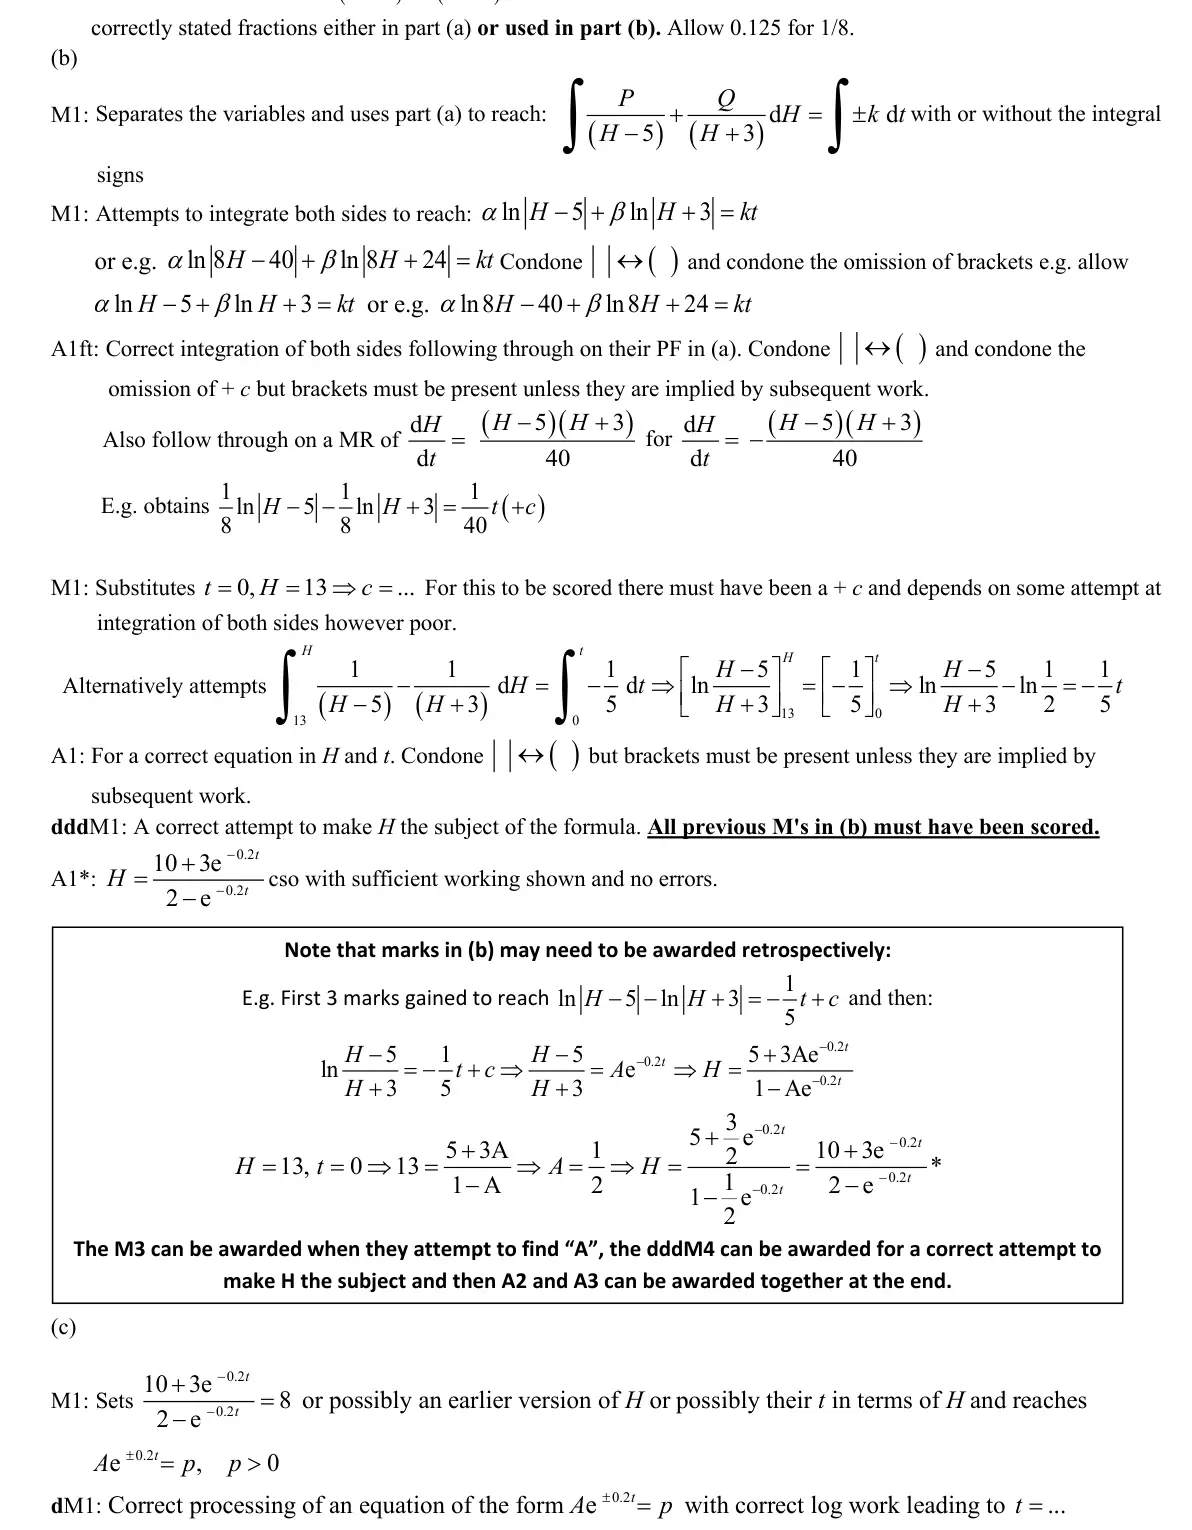 correctly stated fractions either in part (a) or used in part (b). Allow 0.125 for 1/8.
(b)
M1: Separates the variables and uses part (a) to reach: ∫ P/(H − 5) + Q/(H + 3) dH = ∫ ±k dt with or without the integral
signs
M1: Attempts to integrate both sides to reach: α ln|H − 5| + β ln|H + 3| = kt
or e.g. α ln|8H − 40| + β ln|8H + 24| = kt Condone | | ↔ ( ) and condone the omission of brackets e.g. allow
α ln H − 5 + β ln H + 3 = kt or e.g. α ln 8H − 40 + β ln 8H + 24 = kt
A1ft: Correct integration of both sides following through on their PF in (a). Condone | | ↔ ( ) and condone the
omission of + c but brackets must be present unless they are implied by subsequent work.
Also follow through on a MR of dH/dt = (H − 5)(H + 3)/40 for dH/dt = −(H − 5)(H + 3)/40
E.g. obtains 1/8 ln|H − 5| − 1/8 ln|H + 3| = 1/40 t (+c)
M1: Substitutes t = 0, H = 13 ⇒ c = ... For this to be scored there must have been a + c and depends on some attempt at
integration of both sides however poor.
Alternatively attempts ∫₁₃^H 1/(H − 5) − 1/(H + 3) dH = ∫₀^t −1/5 dt ⇒ [ln (H − 5)/(H + 3)]₁₃^H = [−1/5]₀^t ⇒ ln (H − 5)/(H + 3) − ln 1/2 = −1/5 t
A1: For a correct equation in H and t. Condone | | ↔ ( ) but brackets must be present unless they are implied by
subsequent work.
dddM1: A correct attempt to make H the subject of the formula. All previous M's in (b) must have been scored.
A1*: H = (10 + 3e^(−0.2t))/(2 − e^(−0.2t)) cso with sufficient working shown and no errors.
Note that marks in (b) may need to be awarded retrospectively:
E.g. First 3 marks gained to reach ln|H − 5| − ln|H + 3| = −1/5 t + c and then:
ln (H − 5)/(H + 3) = −1/5 t + c ⇒ (H − 5)/(H + 3) = Ae^(−0.2t) ⇒ H = (5 + 3Ae^(−0.2t))/(1 − Ae^(−0.2t))
H = 13, t = 0 ⇒ 13 = (5 + 3A)/(1 − A) ⇒ A = 1/2 ⇒ H = (5 + 3/2 e^(−0.2t))/(1 − 1/2 e^(−0.2t)) = (10 + 3e^(−0.2t))/(2 − e^(−0.2t)) *
The M3 can be awarded when they attempt to find “A”, the dddM4 can be awarded for a correct attempt to
make H the subject and then A2 and A3 can be awarded together at the end.
(c)
M1: Sets (10 + 3e^(−0.2t))/(2 − e^(−0.2t)) = 8 or possibly an earlier version of H or possibly their t in terms of H and reaches
Ae^(±0.2t) = p, p > 0
dM1: Correct processing of an equation of the form Ae^(±0.2t) = p with correct log work leading to t = ...